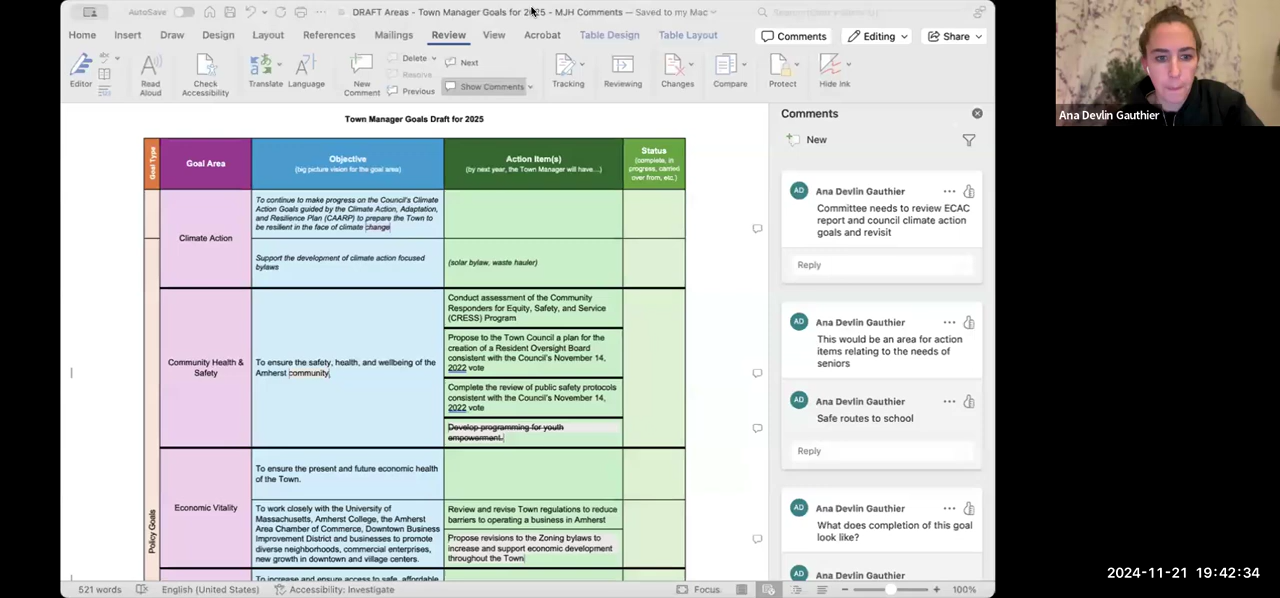 AutoSave
DRAFT Areas - Town Manager Goals for 2025 - MJH Comments — Saved to my Mac
Home Insert Draw Design Layout References Mailings Review View Acrobat Table Design Table Layout
Comments Editing Share
Editor
Read Aloud
Check Accessibility
Translate
Language
New Comment
Delete
Resolve
Previous
Next
Show Comments
Tracking
Reviewing
Changes
Compare
Protect
Hide Ink
Town Manager Goals Draft for 2025
Goal Type
Goal Area
Objective
(big picture vision for the goal area)
Action Item(s)
(by next year, the Town Manager will have...)
Status
(complete, in
progress, carried
over from, etc.)
Climate Action
To continue to make progress on the Council's Climate
Action Goals guided by the Climate Action, Adaptation,
and Resilience Plan (CAARP) to prepare the Town to
be resilient in the face of climate change
Support the development of climate action focused
bylaws
(solar bylaw, waste hauler)
Community Health &
Safety
To ensure the safety, health, and wellbeing of the
Amherst community.
Conduct assessment of the Community
Responders for Equity, Safety, and Service
(CRESS) Program
Propose to the Town Council a plan for the
creation of a Resident Oversight Board
consistent with the Council's November 14,
2022 vote
Complete the review of public safety protocols
consistent with the Council's November 14,
2022 vote
Develop programming for youth
empowerment.
Policy Goals
Economic Vitality
To ensure the present and future economic health
of the Town.
To work closely with the University of
Massachusetts, Amherst College, the Amherst
Area Chamber of Commerce, Downtown Business
Improvement District and businesses to promote
diverse neighborhoods, commercial enterprises,
new growth in downtown and village centers.
Review and revise Town regulations to reduce
barriers to operating a business in Amherst
Propose revisions to the Zoning bylaws to
increase and support economic development
throughout the Town
To increase and ensure access to safe, affordable
Comments
New
AD Ana Devlin Gauthier
Committee needs to review ECAC
report and council climate action
goals and revisit
Reply
AD Ana Devlin Gauthier
This would be an area for action
items relating to the needs of
seniors
AD Ana Devlin Gauthier
Safe routes to school
Reply
AD Ana Devlin Gauthier
What does completion of this goal
look like?
AD Ana Devlin Gauthier
521 words English (United States) Accessibility: Investigate Focus 100%
Ana Devlin Gauthier
2024-11-21 19:42:34